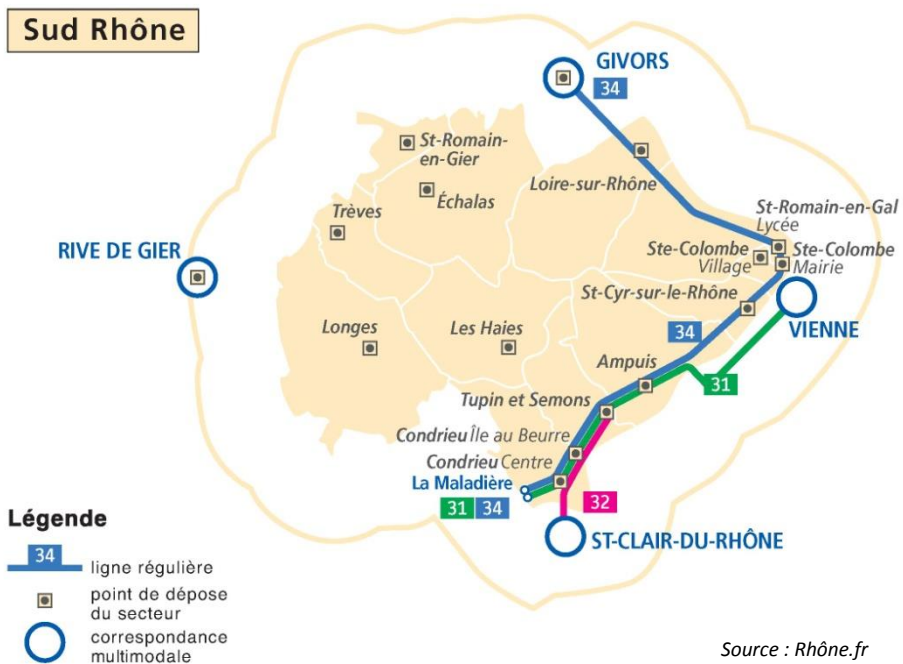 Sud Rhône
GIVORS
34
St-Romain-
en-Gier
Loire-sur-Rhône
Échalas
Trèves
St-Romain-en-Gal
Lycée
RIVE DE GIER
Ste-Colombe
Village
Ste-Colombe
Mairie
St-Cyr-sur-le-Rhône
VIENNE
Longes
Les Haies
34
Ampuis
31
Tupin et Semons
Condrieu Île au Beurre
Condrieu Centre
La Maladière
31 34
32
ST-CLAIR-DU-RHÔNE
Légende
34
ligne régulière
point de dépose
du secteur
correspondance
multimodale
Source : Rhône.fr